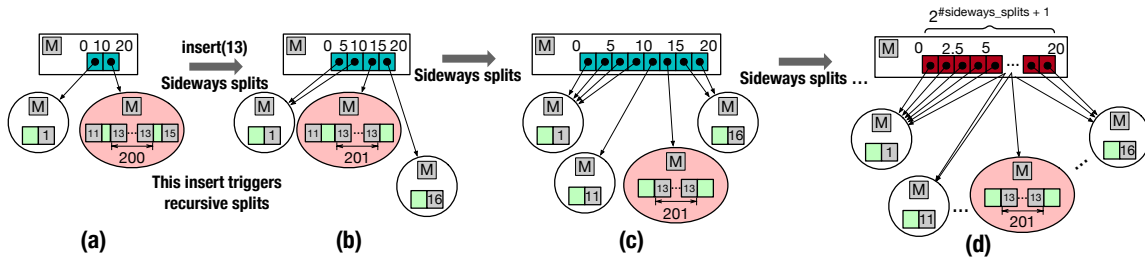 M
0 10 20
M
1
M
11 13 ··· 13 15
200
(a)
insert(13)
Sideways splits
This insert triggers
recursive splits
M
0 5 10 15 20
M
1
M
11 13 ··· 13
201
M
16
(b)
Sideways splits
M
0 5 10 15 20
M
1
M
11
M
13 ··· 13
201
M
16
(c)
Sideways splits ...
2#sideways_splits + 1
M
0 2.5 5 20
...
M
1
M
11
...
M
13 ··· 13
201
...
M
16
(d)